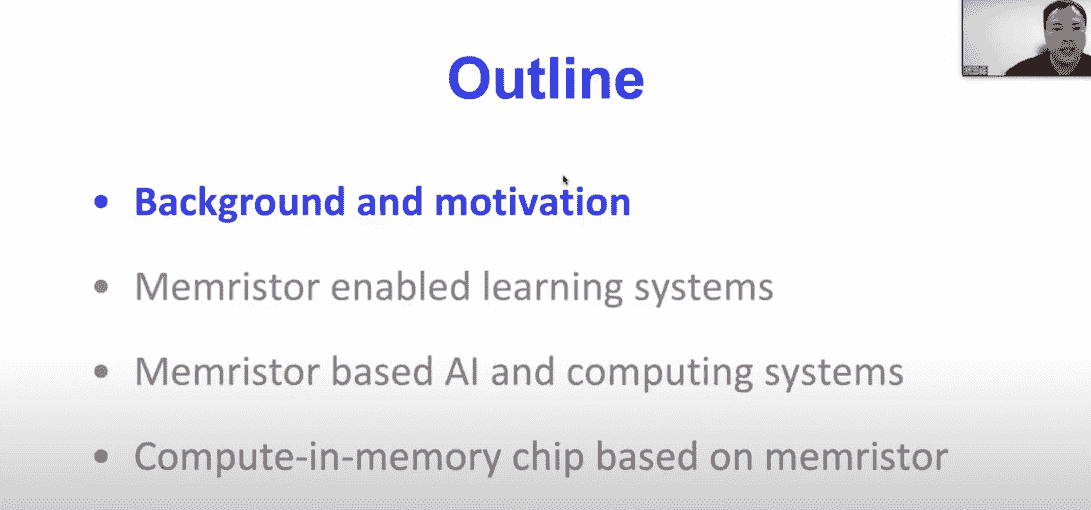 Outline
• Background and motivation
• Memristor enabled learning systems
• Memristor based AI and computing systems
• Compute-in-memory chip based on memristor